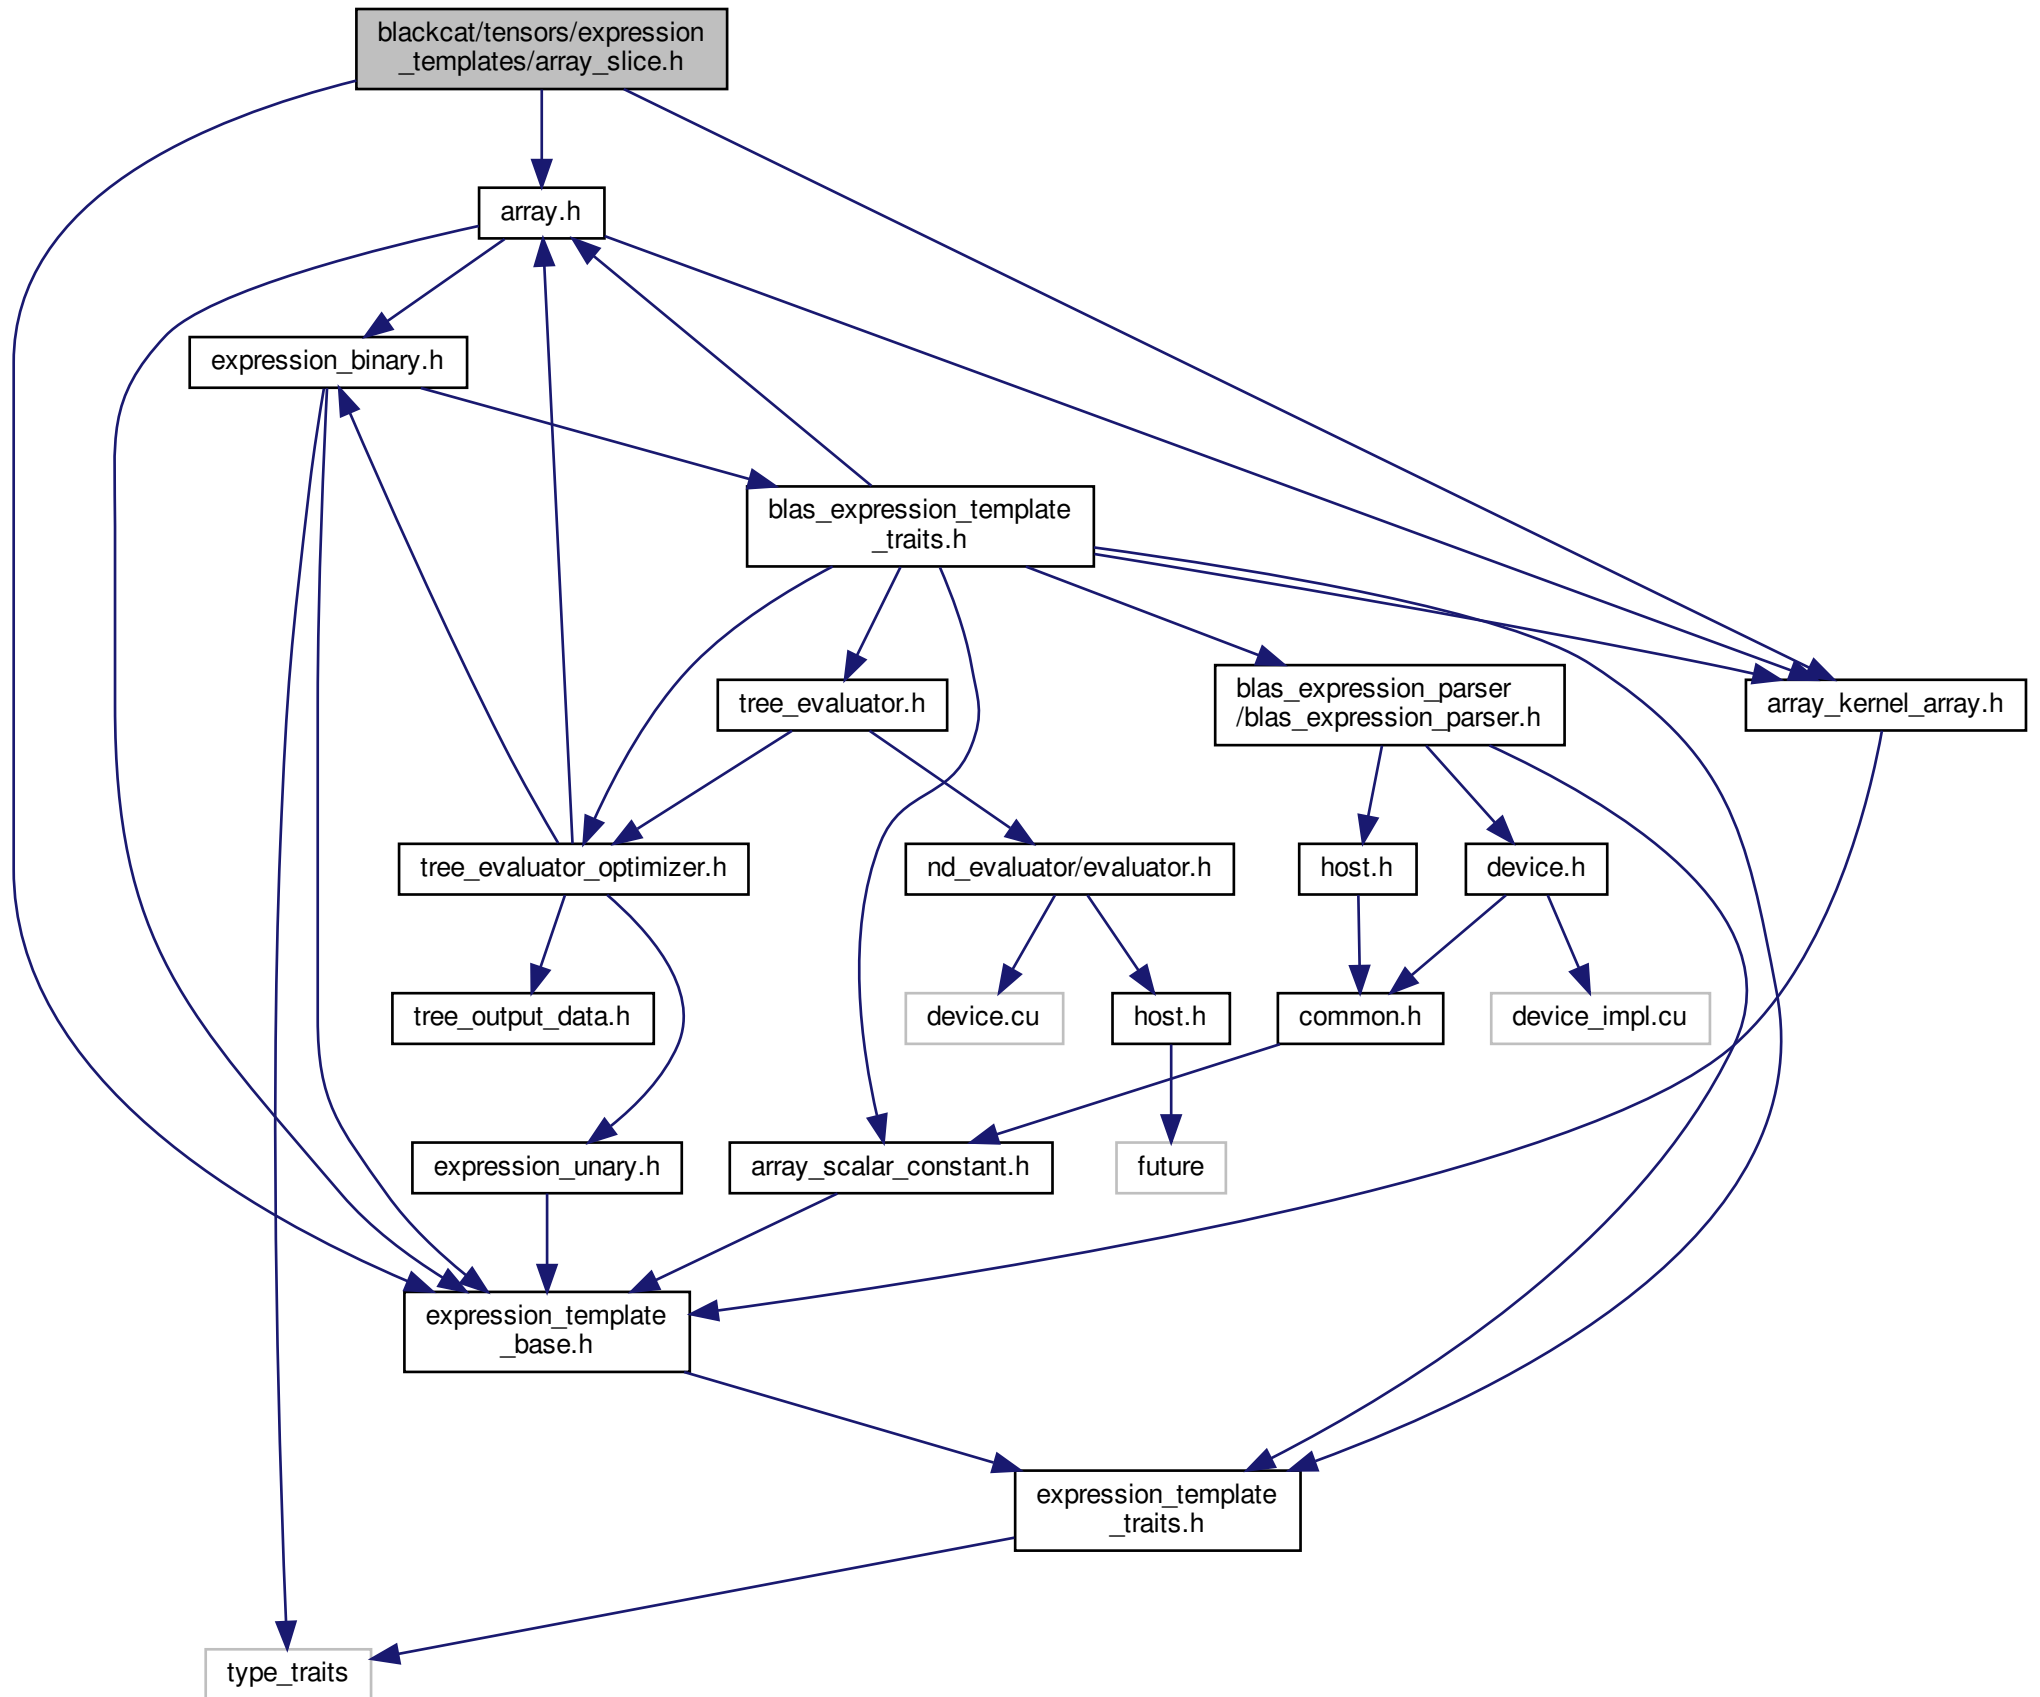 blackcat/tensors/expression
_templates/array_slice.h
array.h
expression_binary.h
blas_expression_template
_traits.h
tree_evaluator.h
blas_expression_parser
/blas_expression_parser.h
array_kernel_array.h
tree_evaluator_optimizer.h
nd_evaluator/evaluator.h
host.h
device.h
tree_output_data.h
device.cu
host.h
common.h
device_impl.cu
expression_unary.h
array_scalar_constant.h
future
expression_template
_base.h
expression_template
_traits.h
type_traits